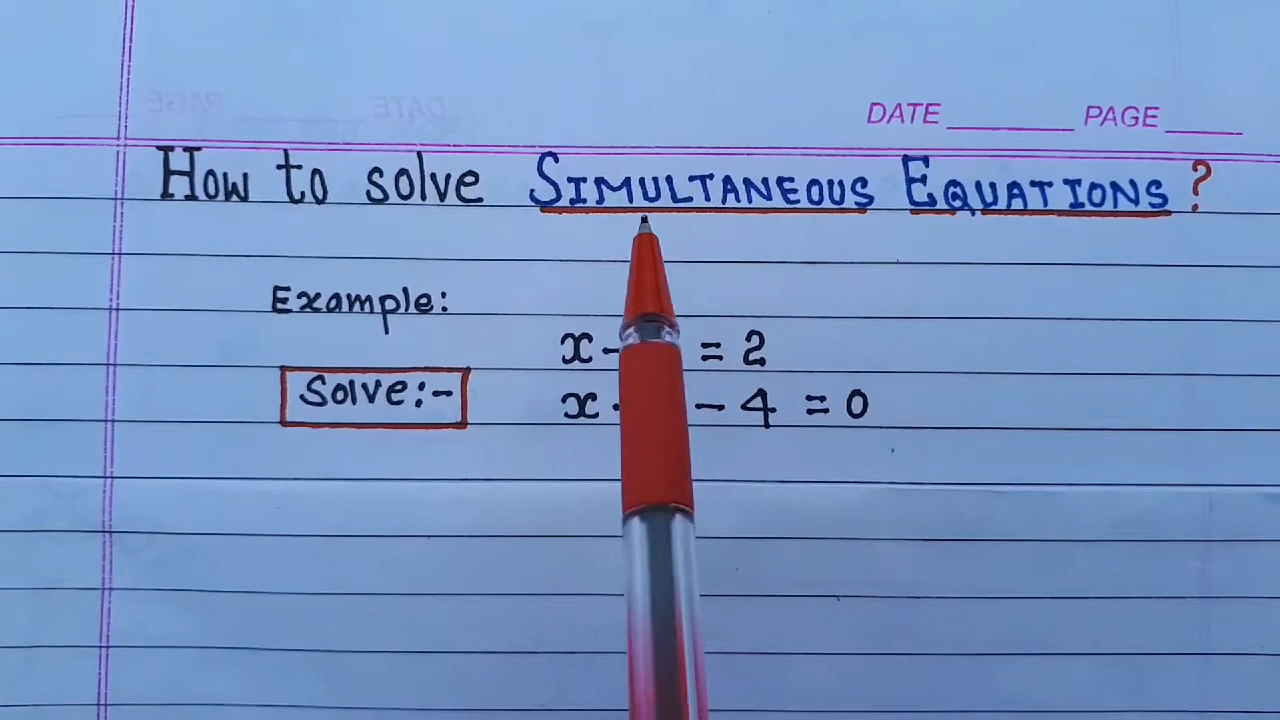 DATE PAGE
How to solve SIMULTANEOUS EQUATIONS ?
Example:
x - = 2
Solve:-
x - 4 = 0